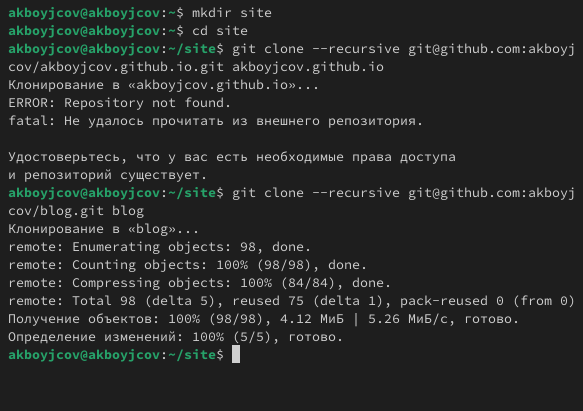 akboyjcov@akboyjcov:~$ mkdir site
akboyjcov@akboyjcov:~$ cd site
akboyjcov@akboyjcov:~/site$ git clone --recursive git@github.com:akboyj
cov/akboyjcov.github.io.git akboyjcov.github.io
Клонирование в «akboyjcov.github.io»...
ERROR: Repository not found.
fatal: Не удалось прочитать из внешнего репозитория.

Удостоверьтесь, что у вас есть необходимые права доступа
и репозиторий существует.
akboyjcov@akboyjcov:~/site$ git clone --recursive git@github.com:akboyj
cov/blog.git blog
Клонирование в «blog»...
remote: Enumerating objects: 98, done.
remote: Counting objects: 100% (98/98), done.
remote: Compressing objects: 100% (84/84), done.
remote: Total 98 (delta 5), reused 75 (delta 1), pack-reused 0 (from 0)
Получение объектов: 100% (98/98), 4.12 МиБ | 5.26 МиБ/с, готово.
Определение изменений: 100% (5/5), готово.
akboyjcov@akboyjcov:~/site$